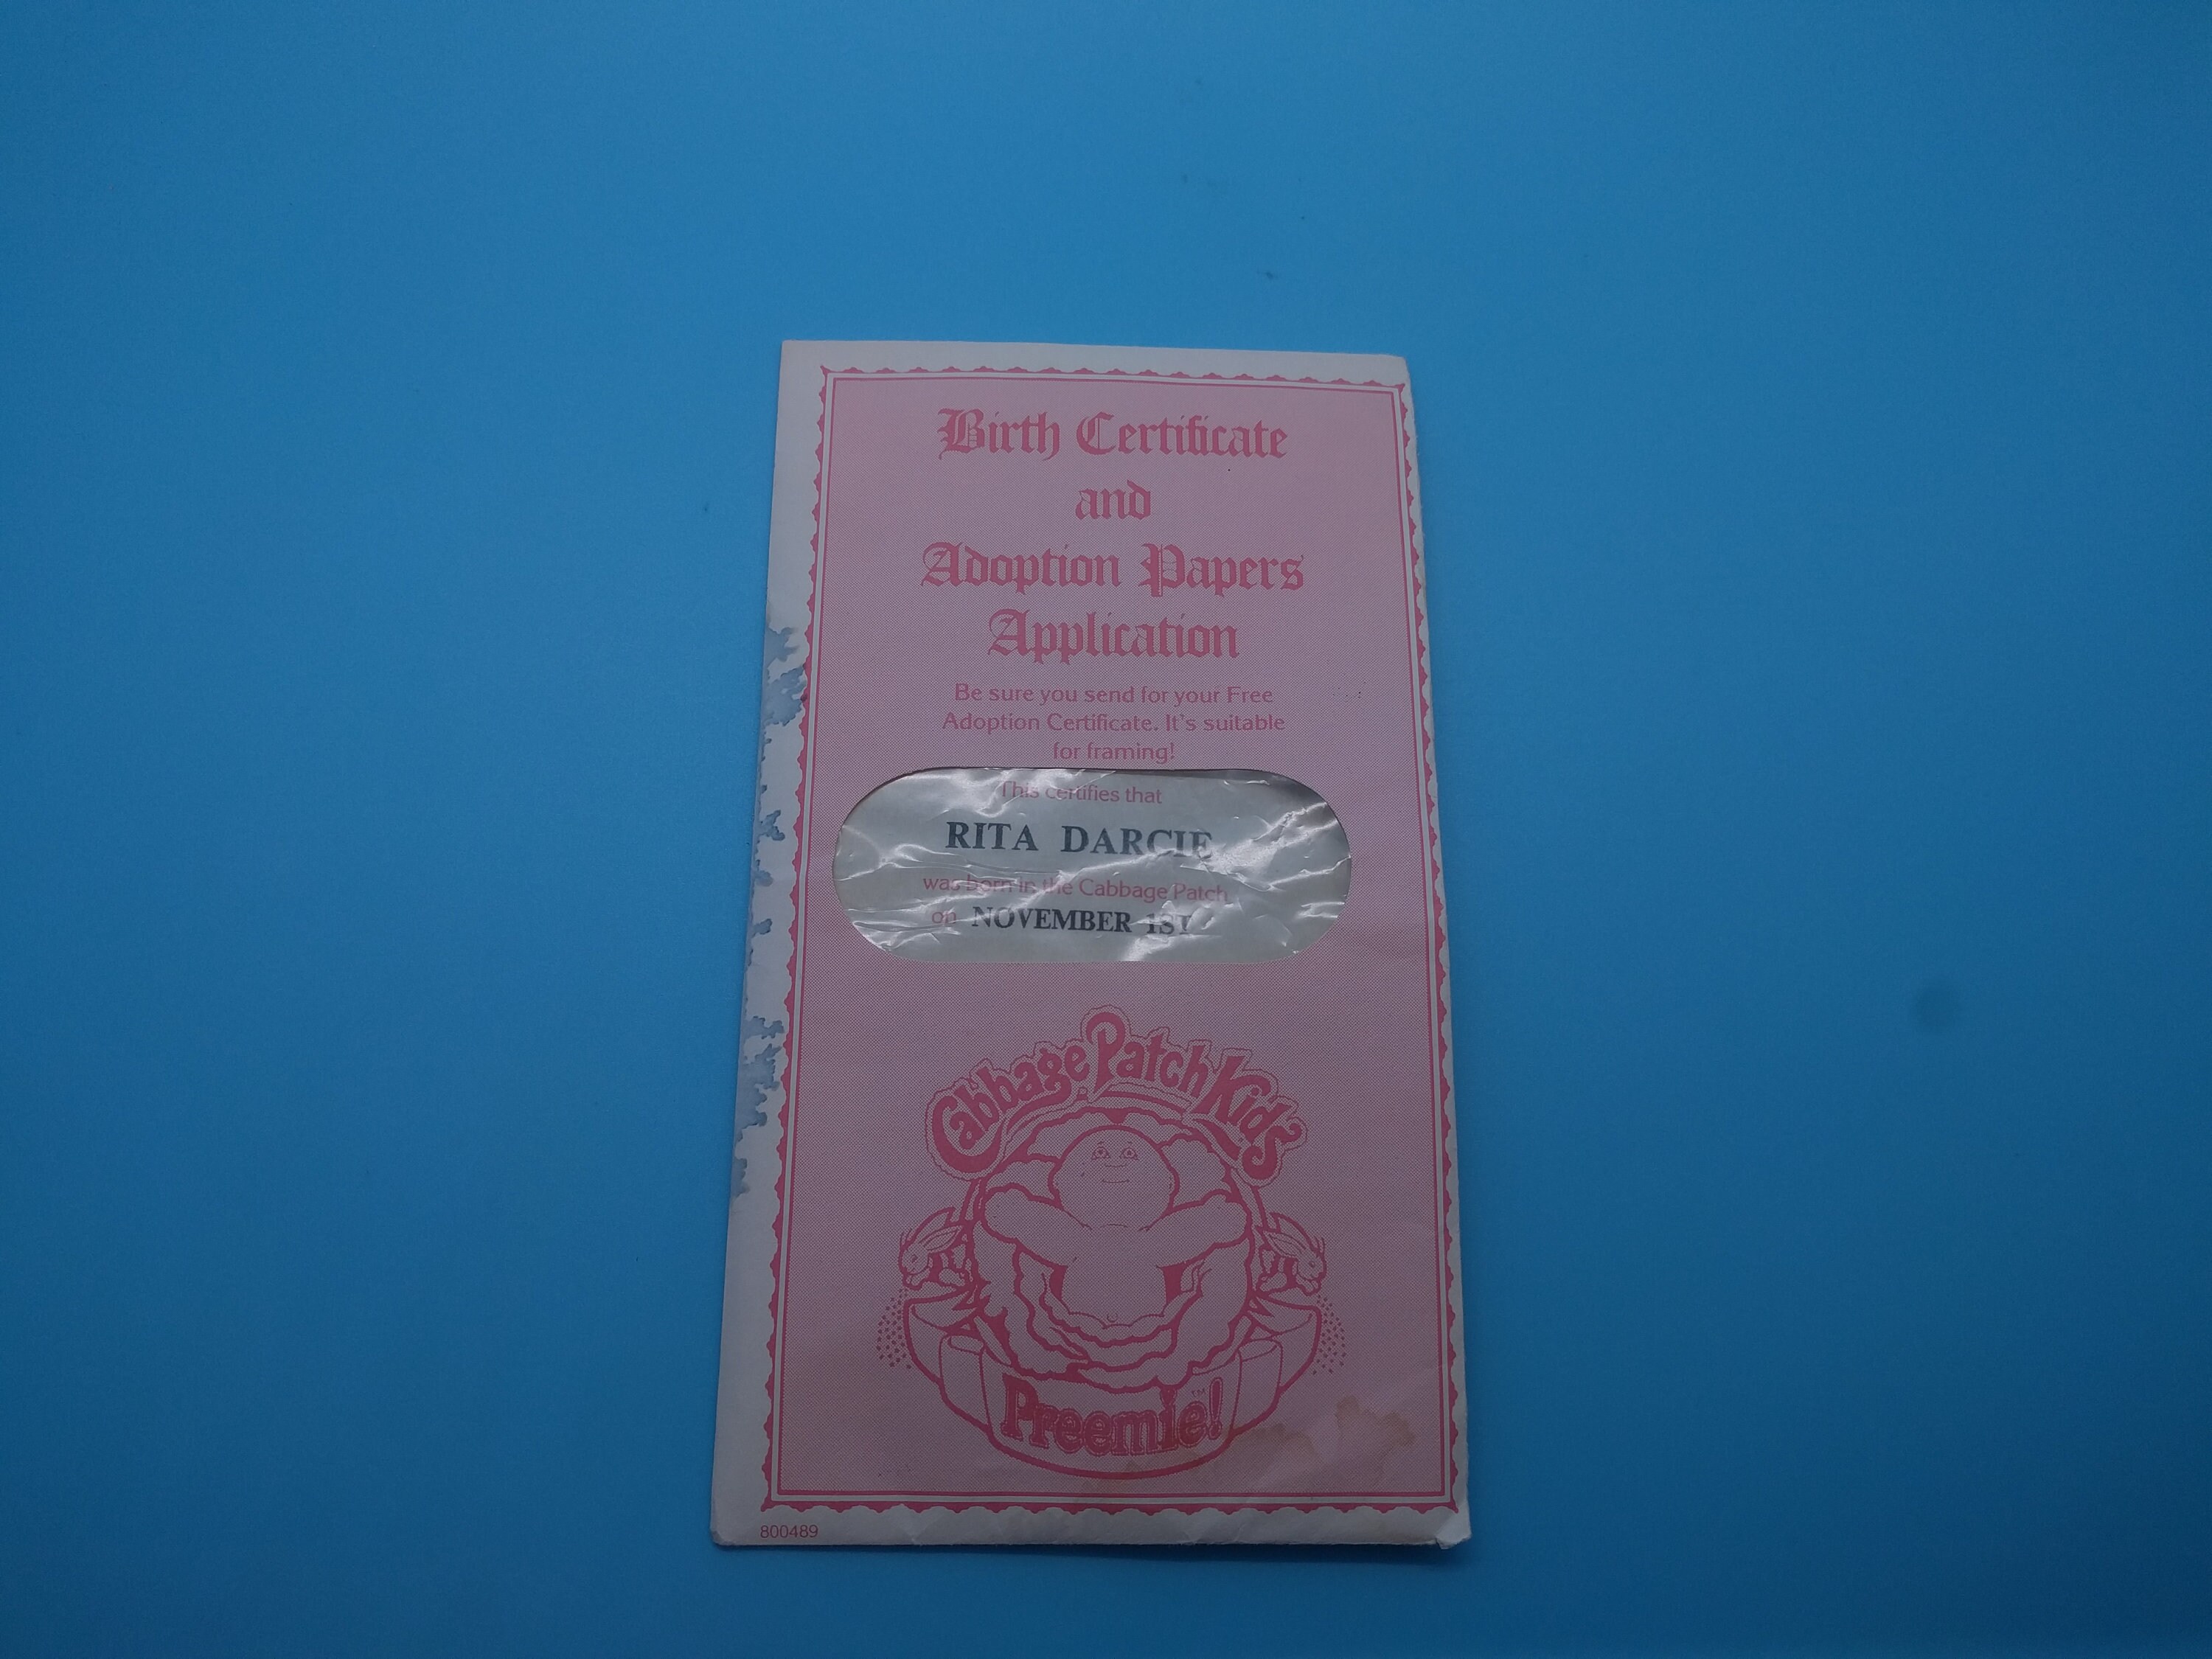 Birth Certificate
and
Adoption Papers
Application
Be sure you send for your Free
Adoption Certificate. It's suitable
for framing!
This certifies that
RITA DARCIE
was born in the Cabbage Patch
on NOVEMBER 1ST
Cabbage Patch Kids
Preemie!™
800489